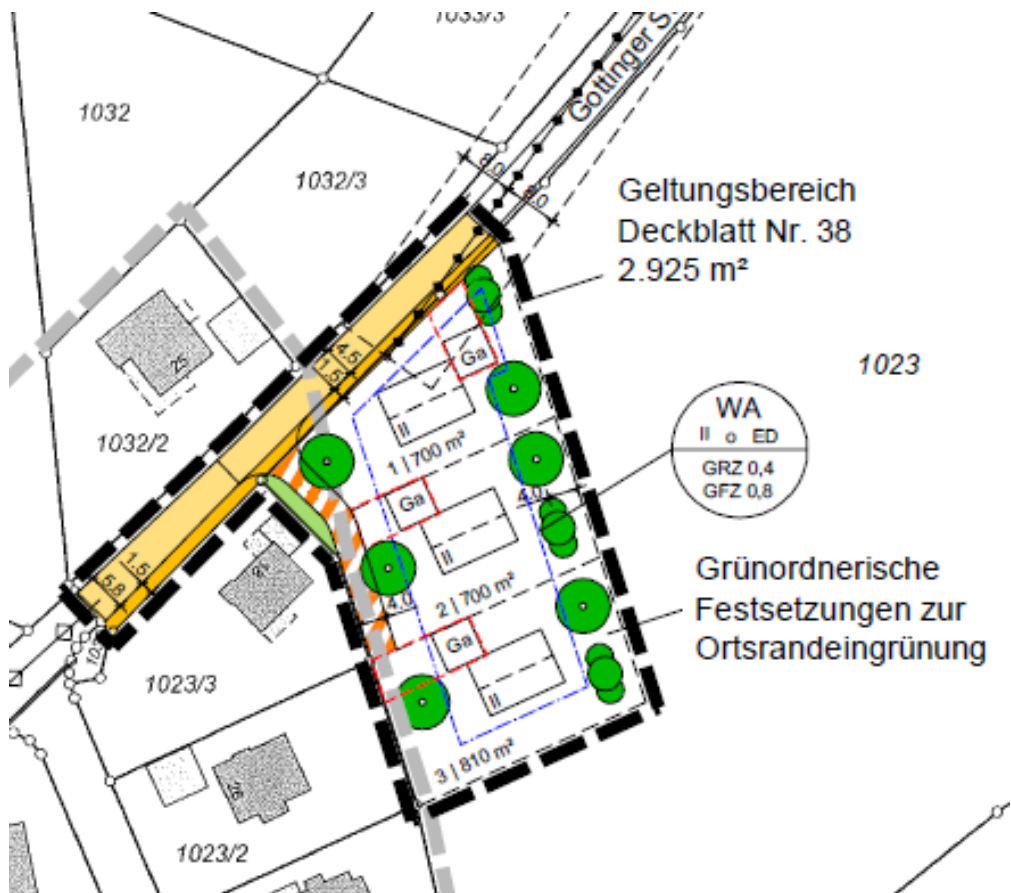 1033/3
1032
1032/3
Gottinger S
8,0
8,0
Geltungsbereich
Deckblatt Nr. 38
2.925 m²
1023
25
1032/2
4,5
1,5
Ga
II
1 | 700 m²
WA
II o ED
GRZ 0,4
GFZ 0,8
Ga
4,0
II
1,5
5,8
4,0
2 | 700 m²
Grünordnerische
Festsetzungen zur
Ortsrandeingrünung
Ga
1023/3
II
3 | 810 m²
26
1023/2